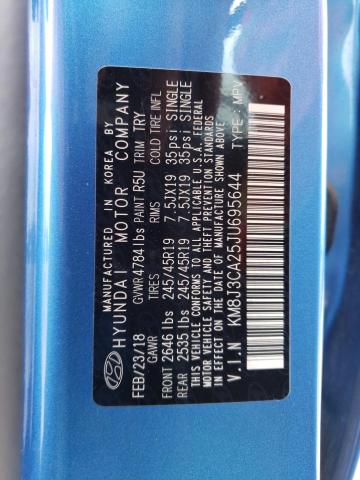 MANUFACTURED IN KOREA BY
HYUNDAI MOTOR COMPANY
FEB/23/18 GVWR 4784 lbs PAINT R5U TRIM TRY
GAWR TIRES RIMS COLD TIRE INFL
FRONT 2646 lbs 245/45R19 7.5JX19 35psi SINGLE
REAR 2595 lbs 245/45R19 7.5JX19 35psi SINGLE
THIS VEHICLE CONFORMS TO ALL APPLICABLE U.S.A. FEDERAL
MOTOR VEHICLE SAFETY AND THEFT PREVENTION STANDARDS
IN EFFECT ON THE DATE OF MANUFACTURE SHOWN ABOVE.
V.I.N KM8J3CA25JU695644 TYPE : MPV